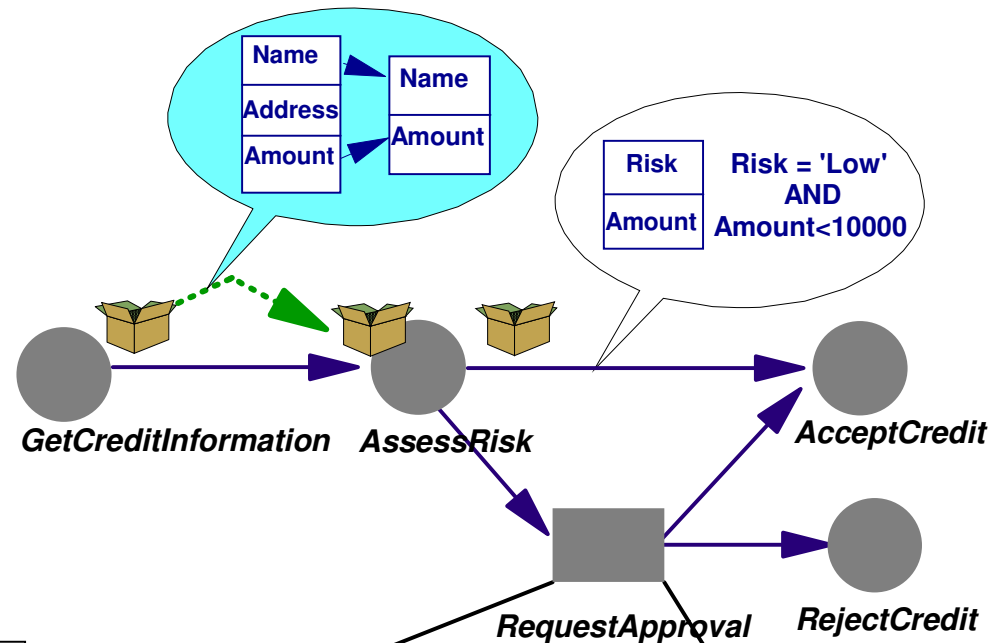 Name
Address
Amount
Name
Amount
Risk
Amount
Risk = 'Low'
AND
Amount<10000
GetCreditInformation
AssessRisk
AcceptCredit
RequestApproval
RejectCredit